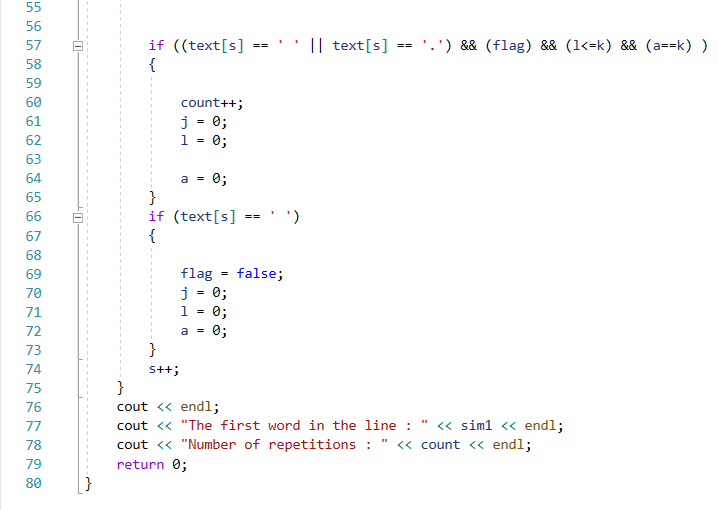 55
56
57 if ((text[s] == ' ' || text[s] == '.') && (flag) && (l<=k) && (a==k) )
58 {
59
60 count++;
61 j = 0;
62 l = 0;
63
64 a = 0;
65 }
66 if (text[s] == ' ')
67 {
68
69 flag = false;
70 j = 0;
71 l = 0;
72 a = 0;
73 }
74 s++;
75 }
76 cout << endl;
77 cout << "The first word in the line : " << sim1 << endl;
78 cout << "Number of repetitions : " << count << endl;
79 return 0;
80 }